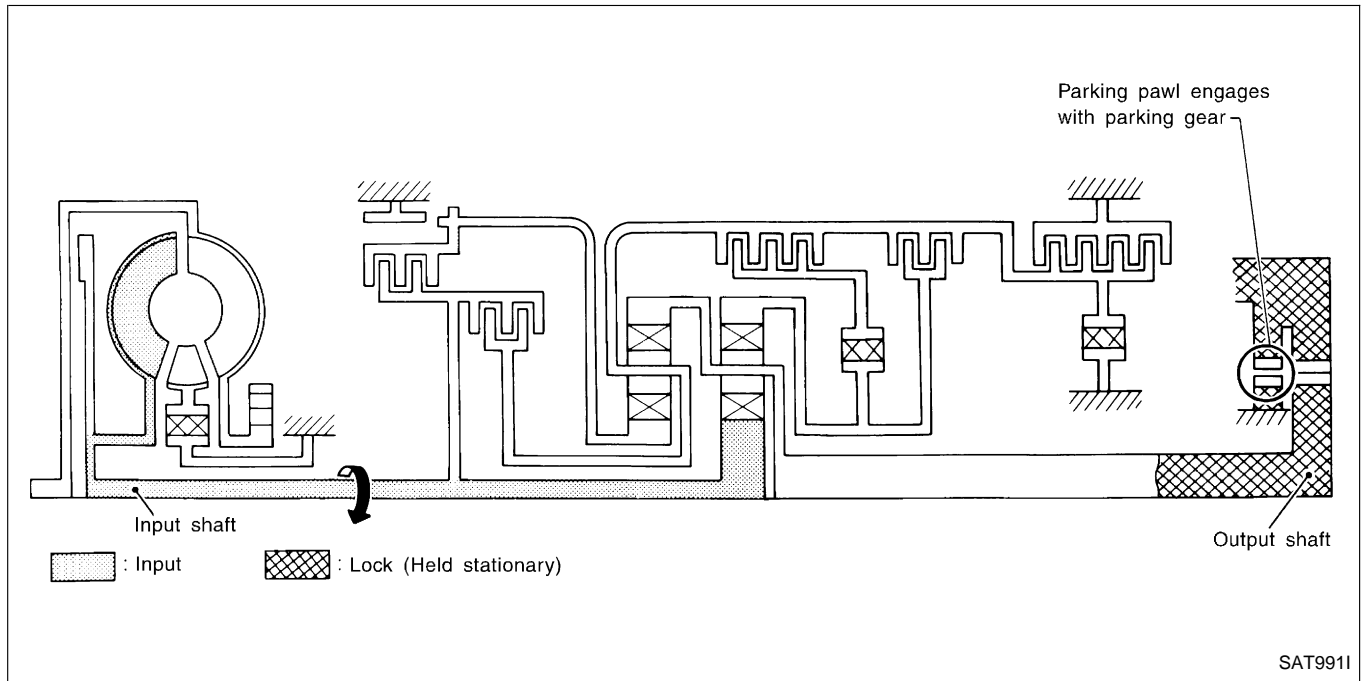 Parking pawl engages
with parking gear
Input shaft
Output shaft
: Input
: Lock (Held stationary)
SAT991I